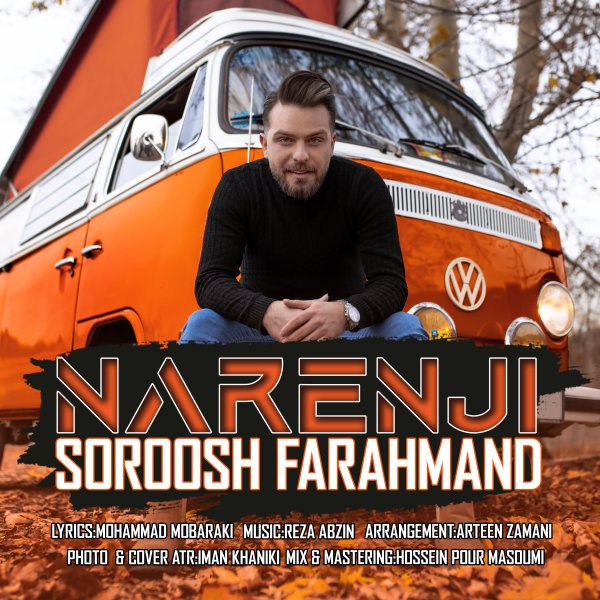 VW
NARENJI
SOROOSH FARAHMAND
LYRICS:MOHAMMAD MOBARAKI MUSIC:REZA ABZIN ARRANGEMENT:ARTEEN ZAMANI
PHOTO & COVER ATR:IMAN KHANIKI MIX & MASTERING:HOSSEIN POUR MASOUMI